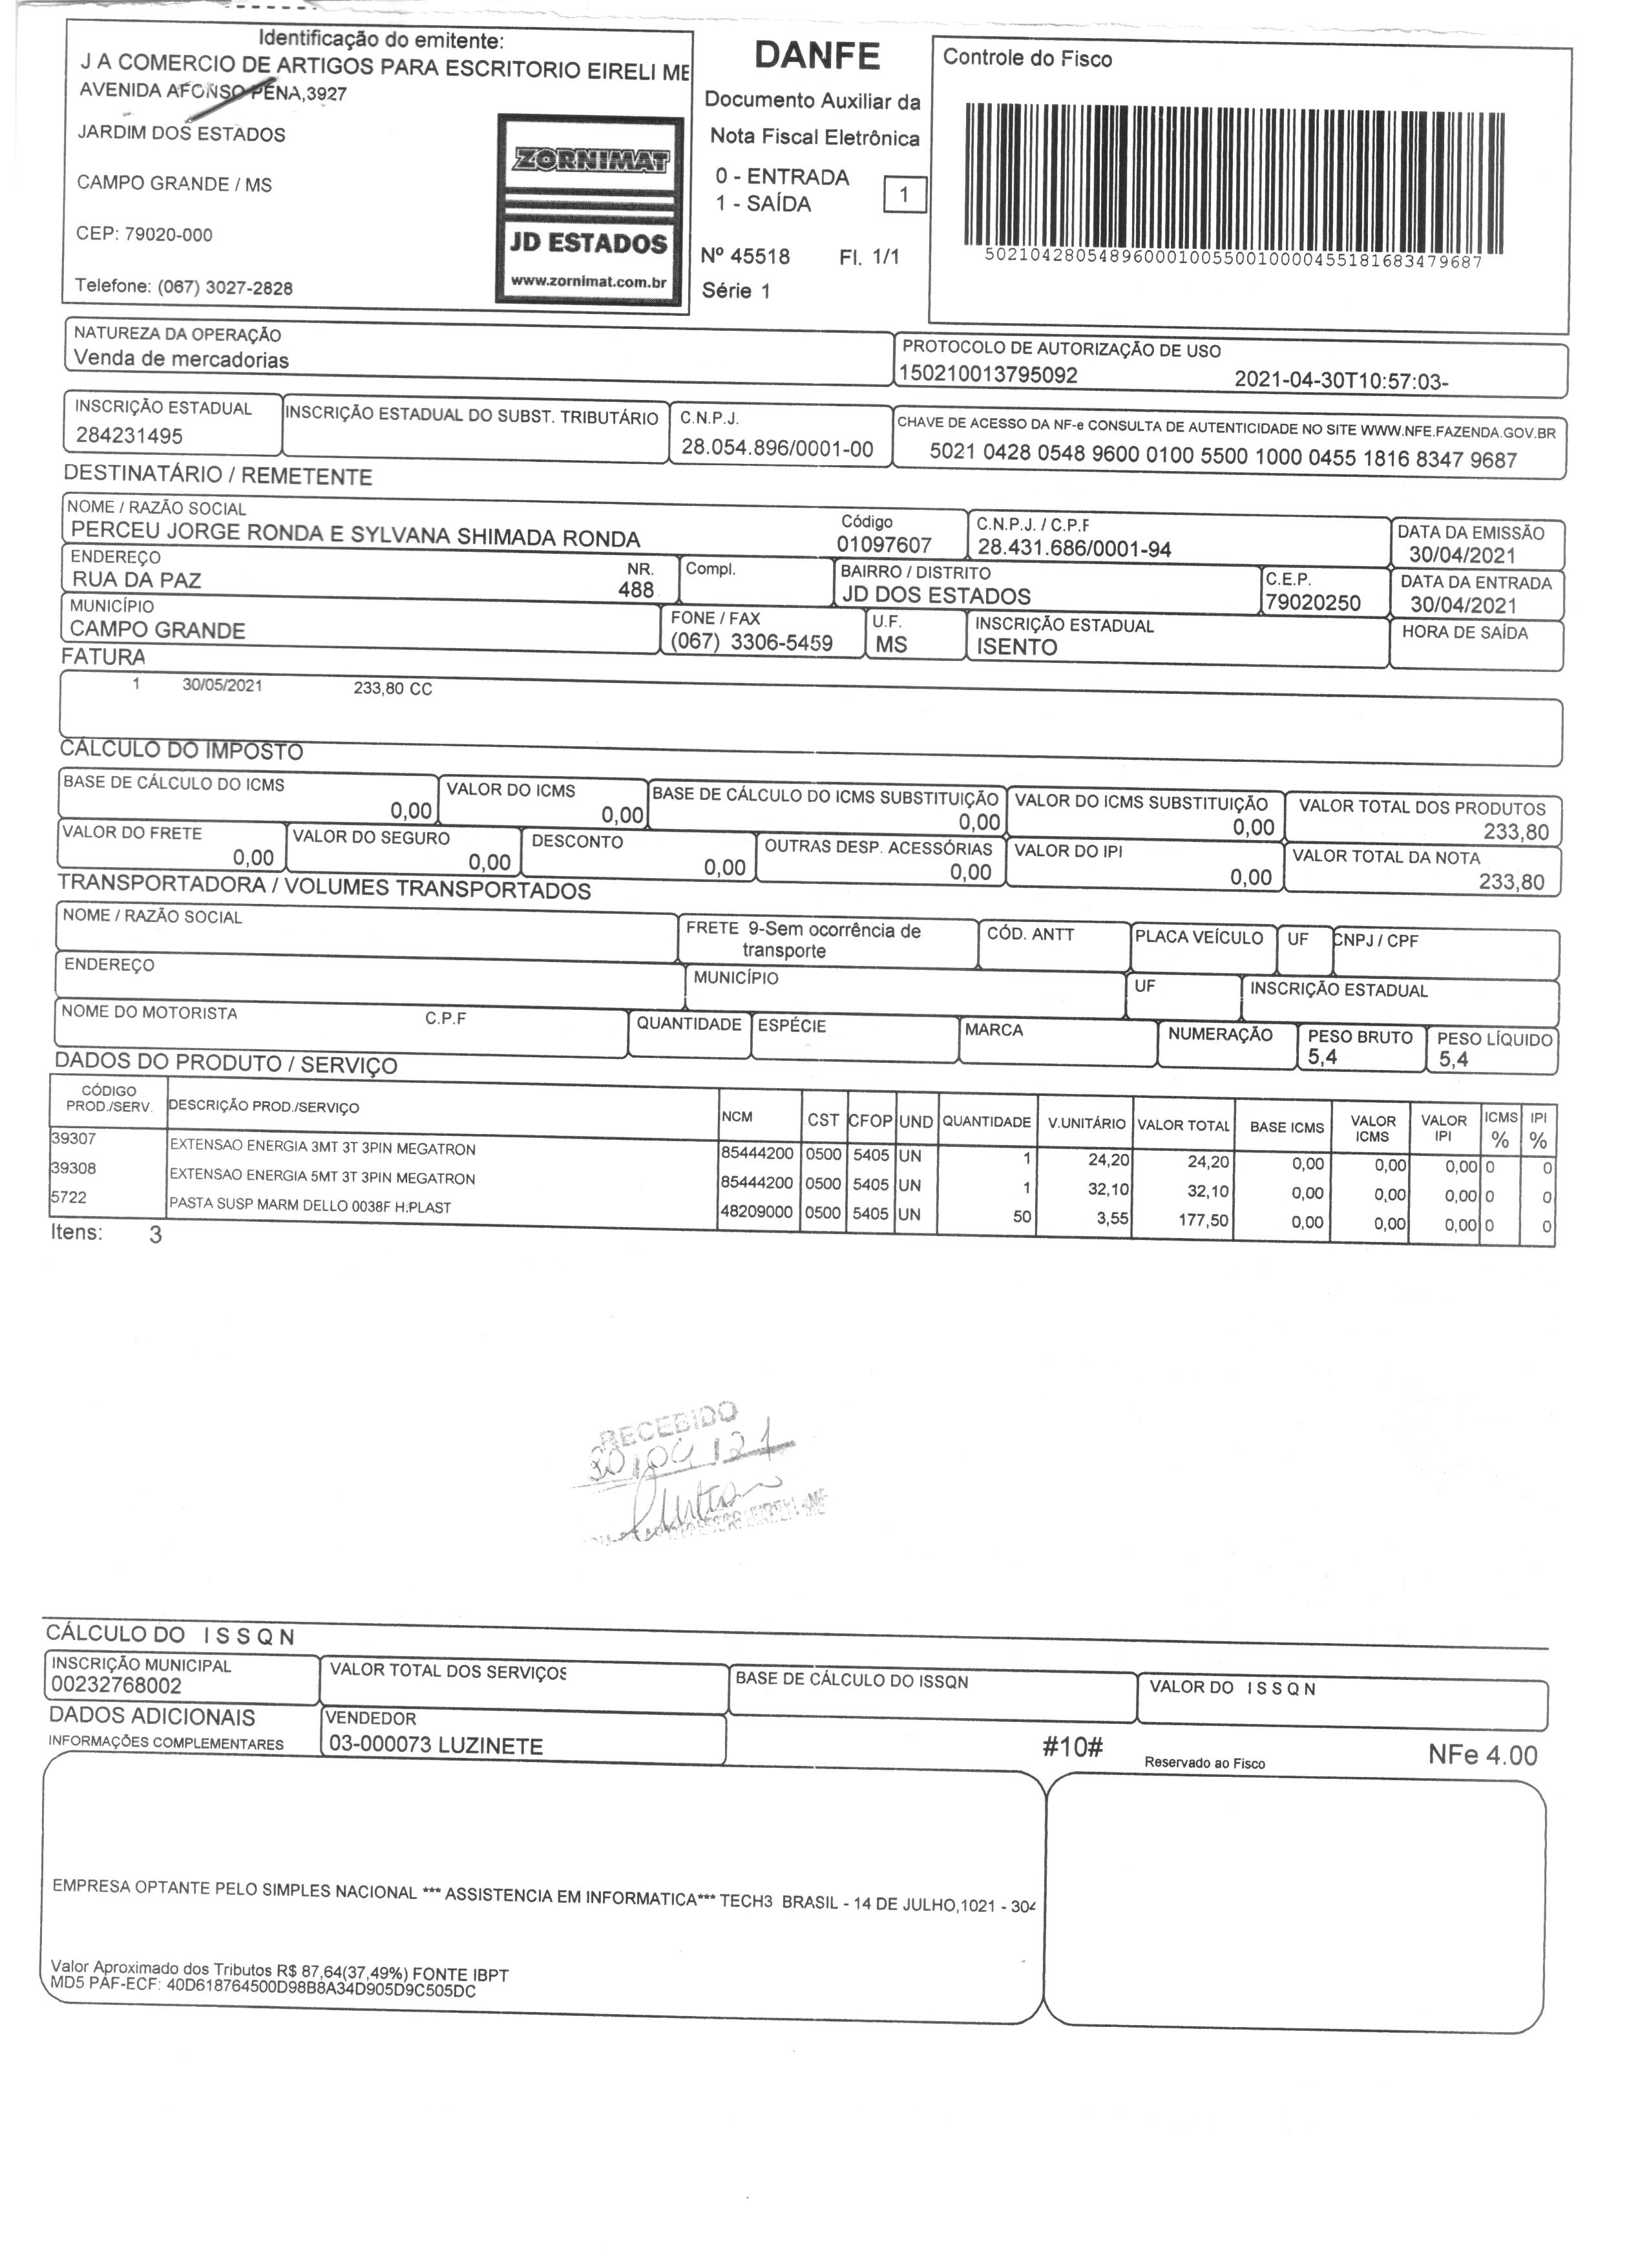 Identificação do emitente:
J A COMERCIO DE ARTIGOS PARA ESCRITORIO EIRELI ME
AVENIDA AFONSO PENA,3927
JARDIM DOS ESTADOS
CAMPO GRANDE / MS
CEP: 79020-000
Telefone: (067) 3027-2828
ZORNIMAT
JD ESTADOS
www.zornimat.com.br
DANFE
Documento Auxiliar da
Nota Fiscal Eletrônica
0 - ENTRADA
1 - SAÍDA
1
Nº 45518 Fl. 1/1
Série 1
Controle do Fisco
50210428054896000100550010000455181683479687
NATUREZA DA OPERAÇÃO
Venda de mercadorias
PROTOCOLO DE AUTORIZAÇÃO DE USO
150210013795092 2021-04-30T10:57:03-
INSCRIÇÃO ESTADUAL
284231495
INSCRIÇÃO ESTADUAL DO SUBST. TRIBUTÁRIO
C.N.P.J.
28.054.896/0001-00
CHAVE DE ACESSO DA NF-e CONSULTA DE AUTENTICIDADE NO SITE WWW.NFE.FAZENDA.GOV.BR
5021 0428 0548 9600 0100 5500 1000 0455 1816 8347 9687
DESTINATÁRIO / REMETENTE
NOME / RAZÃO SOCIAL
PERCEU JORGE RONDA E SYLVANA SHIMADA RONDA
Código
01097607
C.N.P.J. / C.P.F
28.431.686/0001-94
DATA DA EMISSÃO
30/04/2021
ENDEREÇO
RUA DA PAZ
NR.
488
Compl.
BAIRRO / DISTRITO
JD DOS ESTADOS
C.E.P.
79020250
DATA DA ENTRADA
30/04/2021
MUNICÍPIO
CAMPO GRANDE
FONE / FAX
(067) 3306-5459
U.F.
MS
INSCRIÇÃO ESTADUAL
ISENTO
HORA DE SAÍDA
FATURA
1 30/05/2021 233,80 CC
CÁLCULO DO IMPOSTO
BASE DE CÁLCULO DO ICMS
0,00
VALOR DO ICMS
0,00
BASE DE CÁLCULO DO ICMS SUBSTITUIÇÃO
0,00
VALOR DO ICMS SUBSTITUIÇÃO
0,00
VALOR TOTAL DOS PRODUTOS
233,80
VALOR DO FRETE
0,00
VALOR DO SEGURO
0,00
DESCONTO
0,00
OUTRAS DESP. ACESSÓRIAS
0,00
VALOR DO IPI
0,00
VALOR TOTAL DA NOTA
233,80
TRANSPORTADORA / VOLUMES TRANSPORTADOS
NOME / RAZÃO SOCIAL
FRETE 9-Sem ocorrência de
transporte
CÓD. ANTT
PLACA VEÍCULO
UF
CNPJ / CPF
ENDEREÇO
MUNICÍPIO
UF
INSCRIÇÃO ESTADUAL
NOME DO MOTORISTA C.P.F
QUANTIDADE
ESPÉCIE
MARCA
NUMERAÇÃO
PESO BRUTO
5,4
PESO LÍQUIDO
5,4
DADOS DO PRODUTO / SERVIÇO
CÓDIGO PROD./SERV. DESCRIÇÃO PROD./SERVIÇO NCM CST CFOP UND QUANTIDADE V.UNITÁRIO VALOR TOTAL BASE ICMS VALOR ICMS VALOR IPI ICMS % IPI %
39307 EXTENSAO ENERGIA 3MT 3T 3PIN MEGATRON 85444200 0500 5405 UN 1 24,20 24,20 0,00 0,00 0,00 0 0
39308 EXTENSAO ENERGIA 5MT 3T 3PIN MEGATRON 85444200 0500 5405 UN 1 32,10 32,10 0,00 0,00 0,00 0 0
5722 PASTA SUSP MARM DELLO 0038F H.PLAST 48209000 0500 5405 UN 50 3,55 177,50 0,00 0,00 0,00 0 0
Itens: 3
RECEBIDO
30/04/21
CÁLCULO DO I S S Q N
INSCRIÇÃO MUNICIPAL
00232768002
VALOR TOTAL DOS SERVIÇOS
BASE DE CÁLCULO DO ISSQN
VALOR DO I S S Q N
DADOS ADICIONAIS
INFORMAÇÕES COMPLEMENTARES
VENDEDOR
03-000073 LUZINETE
#10#
Reservado ao Fisco
NFe 4.00
EMPRESA OPTANTE PELO SIMPLES NACIONAL *** ASSISTENCIA EM INFORMATICA*** TECH3 BRASIL - 14 DE JULHO,1021 - 304
Valor Aproximado dos Tributos R$ 87,64(37,49%) FONTE IBPT
MD5 PAF-ECF: 40D618764500D98B8A34D905D9C505DC